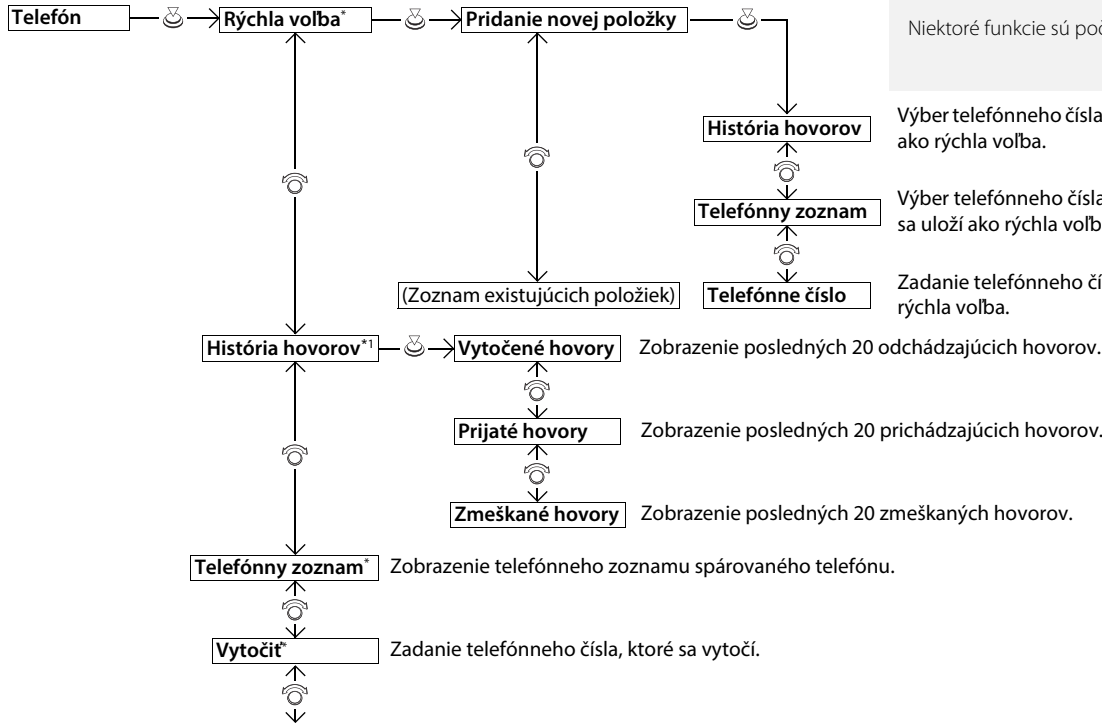 Telefón
Rýchla voľba*
Pridanie novej položky
Niektoré funkcie sú
História hovorov
Výber telefónneho čísla
ako rýchla voľba.
Telefónny zoznam
Výber telefónneho čísla
sa uloží ako rýchla
(Zoznam existujúcich položiek)
Telefónne číslo
Zadanie telefónneho
rýchla voľba.
História hovorov*1
Vytočené hovory
Zobrazenie posledných 20 odchádzajúcich hovorov.
Prijaté hovory
Zobrazenie posledných 20 prichádzajúcich hovorov.
Zmeškané hovory
Zobrazenie posledných 20 zmeškaných hovorov.
Telefónny zoznam*
Zobrazenie telefónneho zoznamu spárovaného telefónu.
Vytočiť*
Zadanie telefónneho čísla, ktoré sa vytočí.